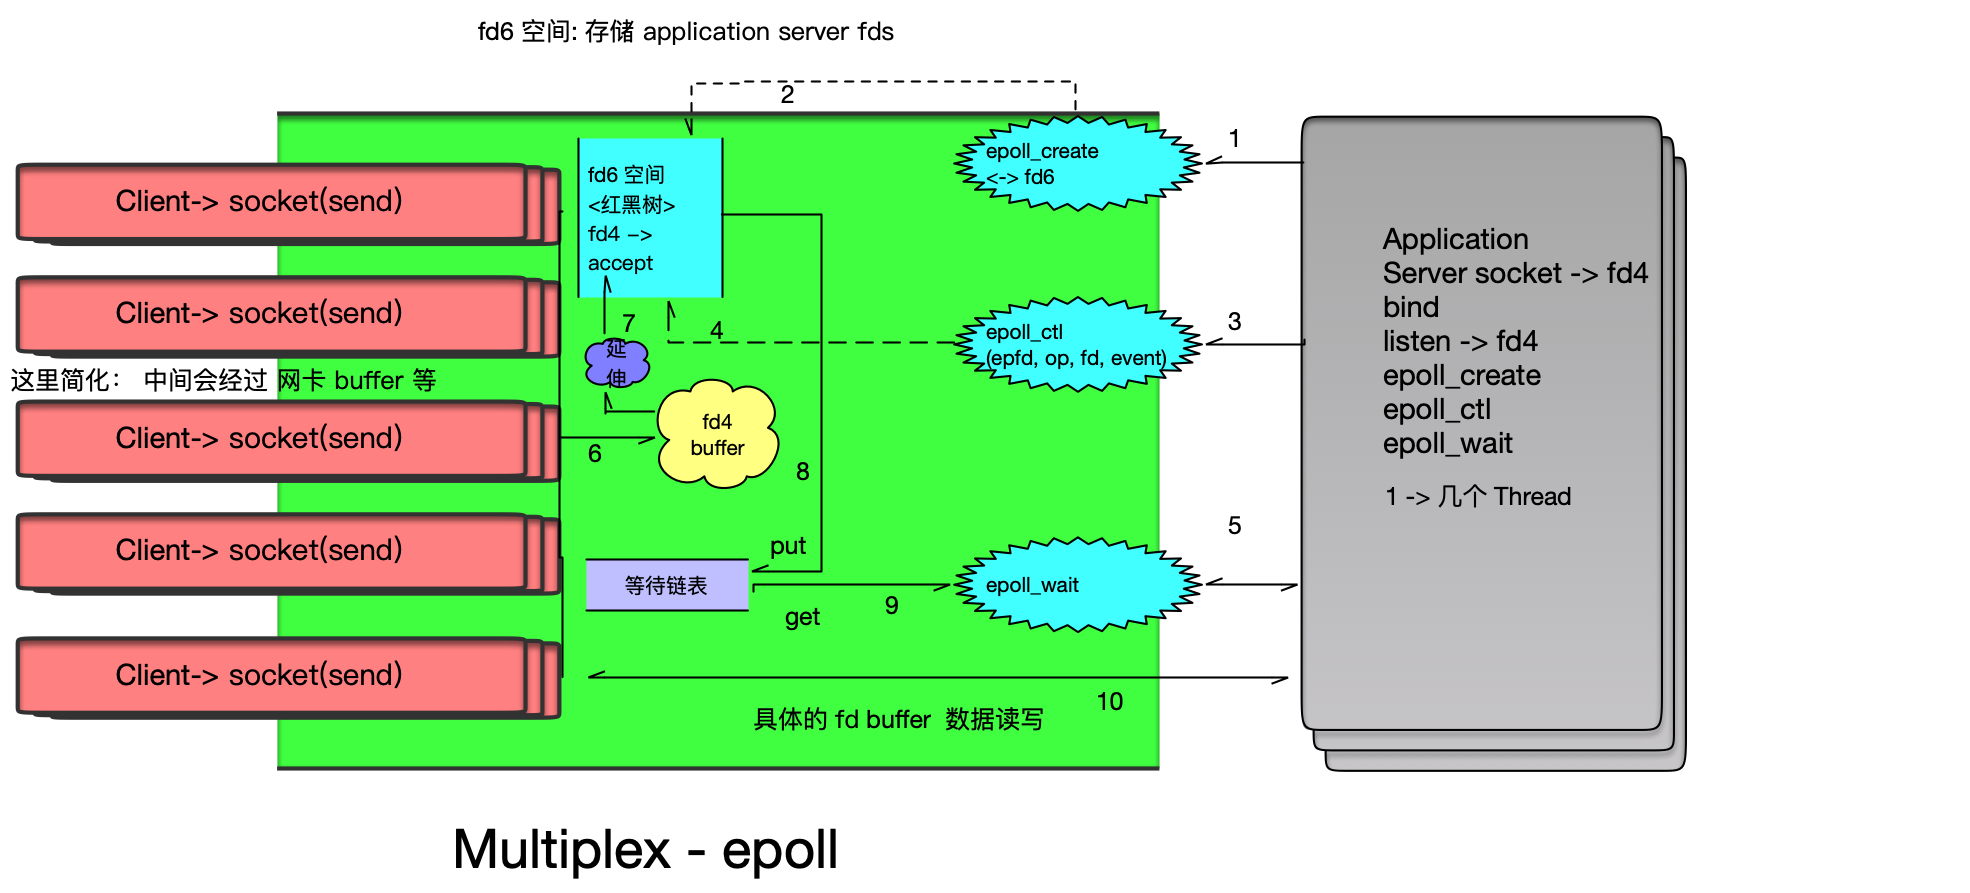 fd6 空间: 存储 application server fds
2
1
epoll_create
<-> fd6
fd6 空间
<红黑树>
fd4 –>
accept
Client-> socket(send)
Client-> socket(send)
这里简化： 中间会经过 网卡 buffer 等
Client-> socket(send)
Client-> socket(send)
Client-> socket(send)
7
延
伸
4
3
epoll_ctl
(epfd, op, fd, event)
fd4
buffer
6
8
5
put
等待链表
get
9
epoll_wait
10
具体的 fd buffer 数据读写
Application
Server socket -> fd4
bind
listen -> fd4
epoll_create
epoll_ctl
epoll_wait
1 -> 几个 Thread
Multiplex - epoll